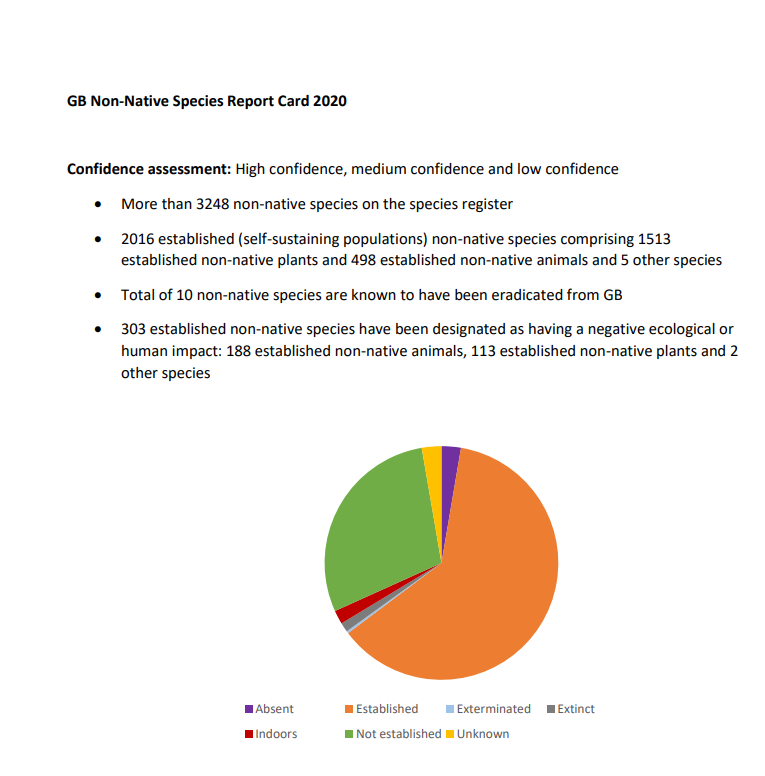 GB Non-Native Species Report Card 2020
Confidence assessment: High confidence, medium confidence and low confidence
• More than 3248 non-native species on the species register
• 2016 established (self-sustaining populations) non-native species comprising 1513
established non-native plants and 498 established non-native animals and 5 other species
• Total of 10 non-native species are known to have been eradicated from GB
• 303 established non-native species have been designated as having a negative ecological or
human impact: 188 established non-native animals, 113 established non-native plants and 2
other species
Absent Established Exterminated Extinct
Indoors Not established Unknown